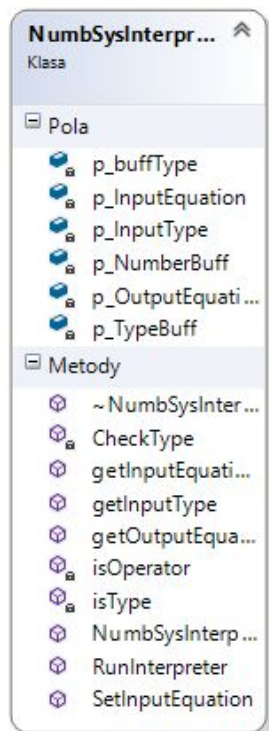 NumbSysInterpr...
Klasa
Pola
p_buffType
p_InputEquation
p_InputType
p_NumberBuff
p_OutputEquati...
p_TypeBuff
Metody
~NumbSysInter...
CheckType
getInputEquati...
getInputType
getOutputEqua...
isOperator
isType
NumbSysInterp...
RunInterpreter
SetInputEquation